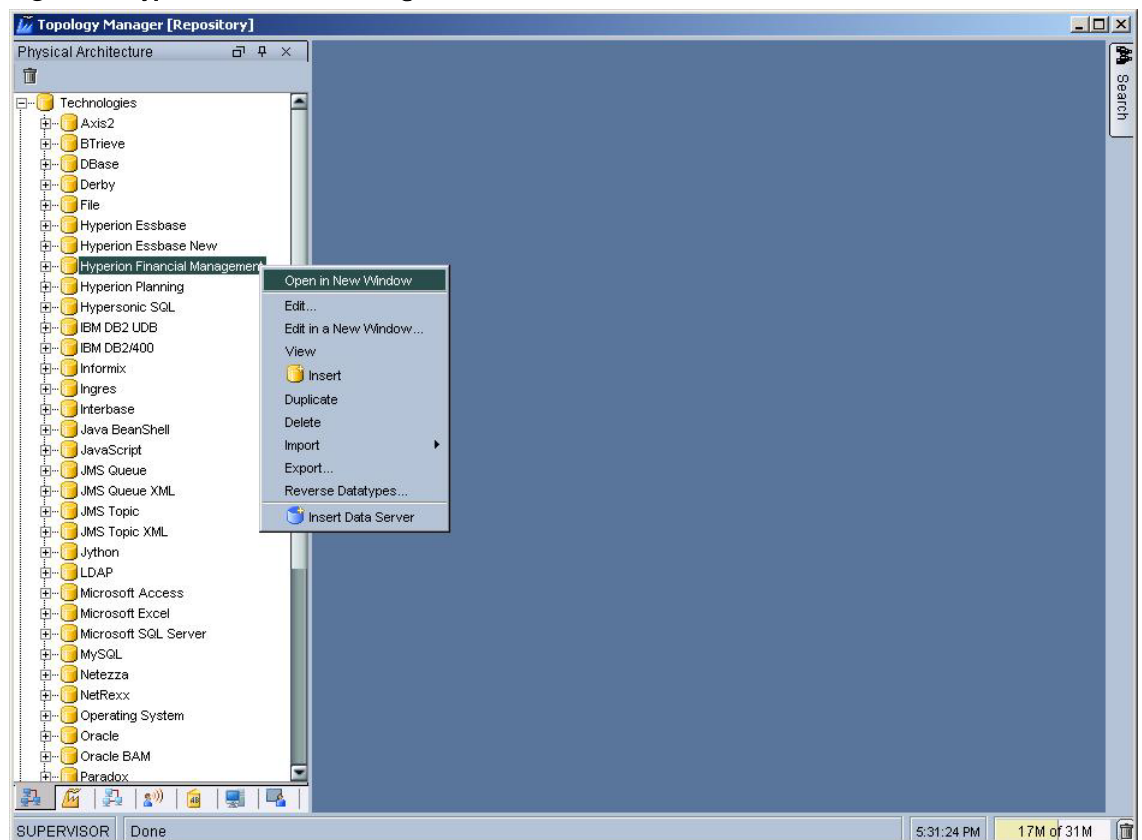 Topology Manager [Repository]
Physical Architecture
Search
Technologies
Axis2
BTrieve
DBase
Derby
File
Hyperion Essbase
Hyperion Essbase New
Hyperion Financial Management
Hyperion Planning
Hypersonic SQL
IBM DB2 UDB
IBM DB2/400
Informix
Ingres
Interbase
Java BeanShell
JavaScript
JMS Queue
JMS Queue XML
JMS Topic
JMS Topic XML
Jython
LDAP
Microsoft Access
Microsoft Excel
Microsoft SQL Server
MySQL
Netezza
NetRexx
Operating System
Oracle
Oracle BAM
Paradox
Open in New Window
Edit...
Edit in a New Window...
View
Insert
Duplicate
Delete
Import
Export...
Reverse Datatypes...
Insert Data Server
SUPERVISOR Done 5:31:24 PM 17M of 31M